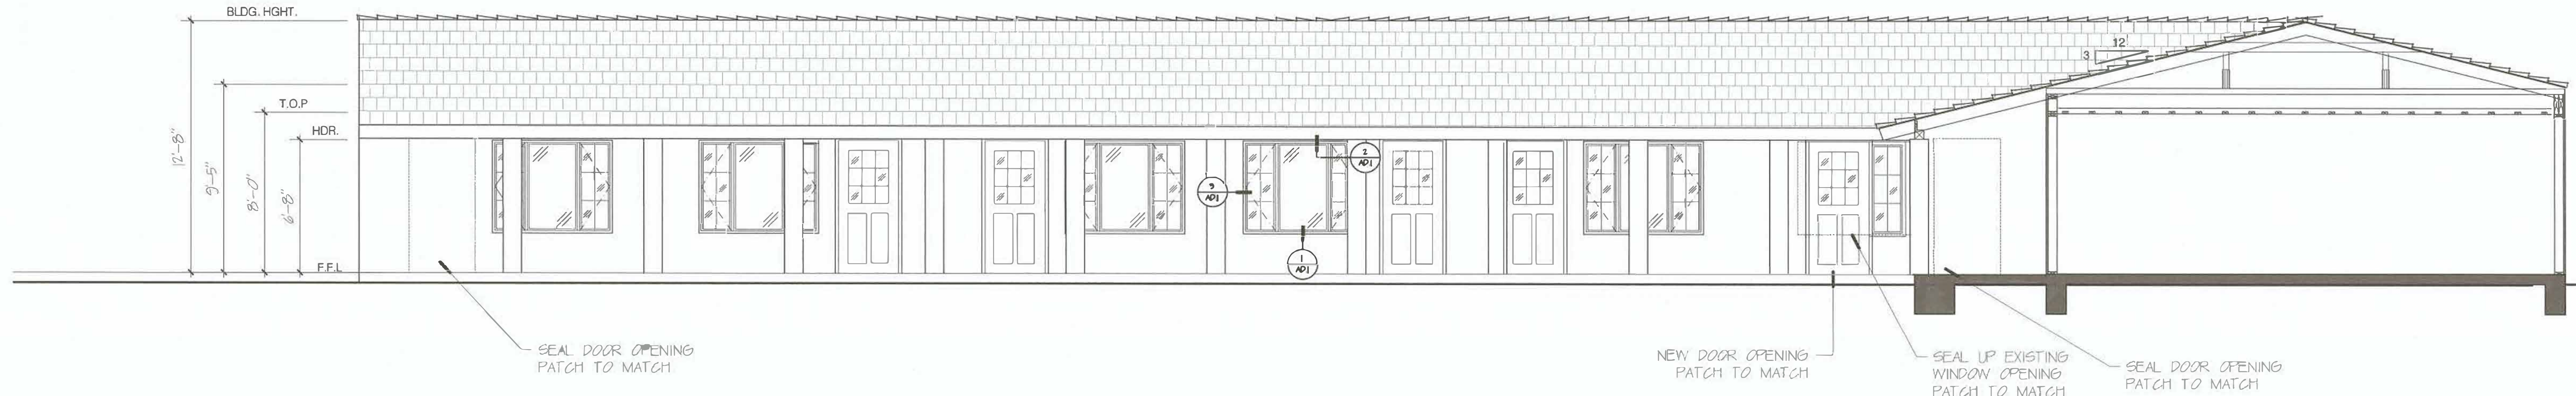 BLDG. HGHT.
T.O.P
HDR.
F.F.L
12'-8"
9'-5"
8'-0"
6'-8"
12'
3
2
AD1
3
AD1
1
AD1
SEAL DOOR OPENING
PATCH TO MATCH
NEW DOOR OPENING
PATCH TO MATCH
SEAL UP EXISTING
WINDOW OPENING
PATCH TO MATCH
SEAL DOOR OPENING
PATCH TO MATCH